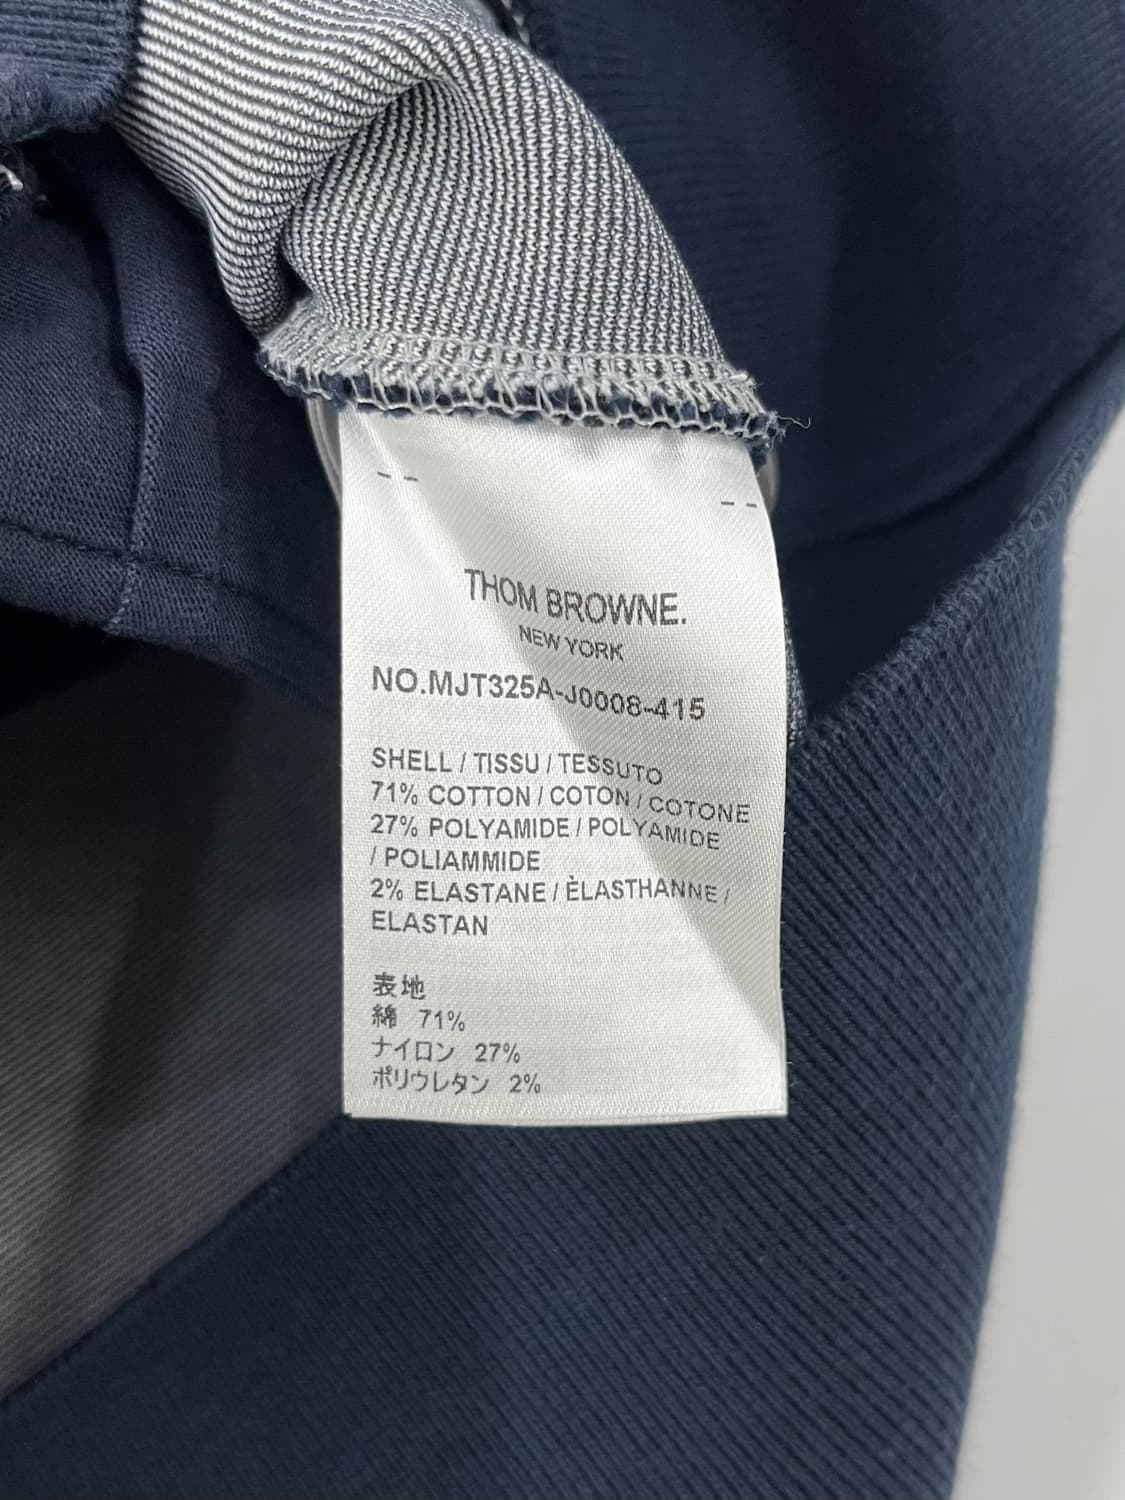 THOM BROWNE.
NEW YORK
NO.MJT325A-J0008-415
SHELL / TISSU / TESSUTO
71% COTTON / COTON / COTONE
27% POLYAMIDE / POLYAMIDE
/ POLIAMMIDE
2% ELASTANE / ÈLASTHANNE /
ELASTAN
表地
綿 71%
ナイロン 27%
ポリウレタン 2%